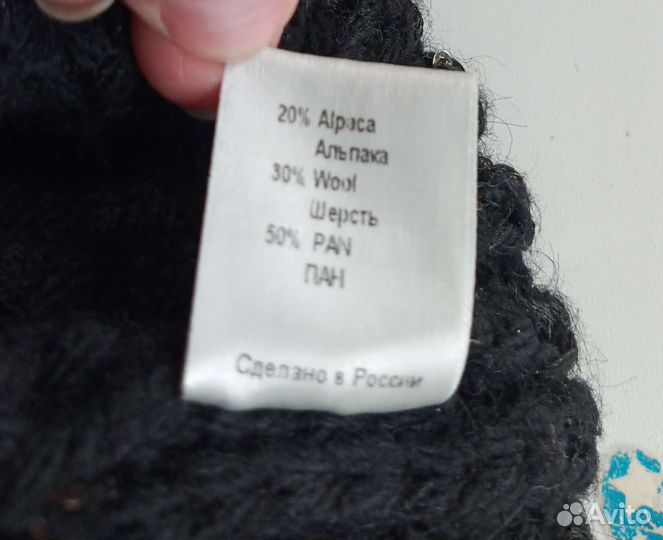 20% Alpaca
Альпака
30% Wool
Шерсть
50% PAN
ПАН
Сделано в России
Avito